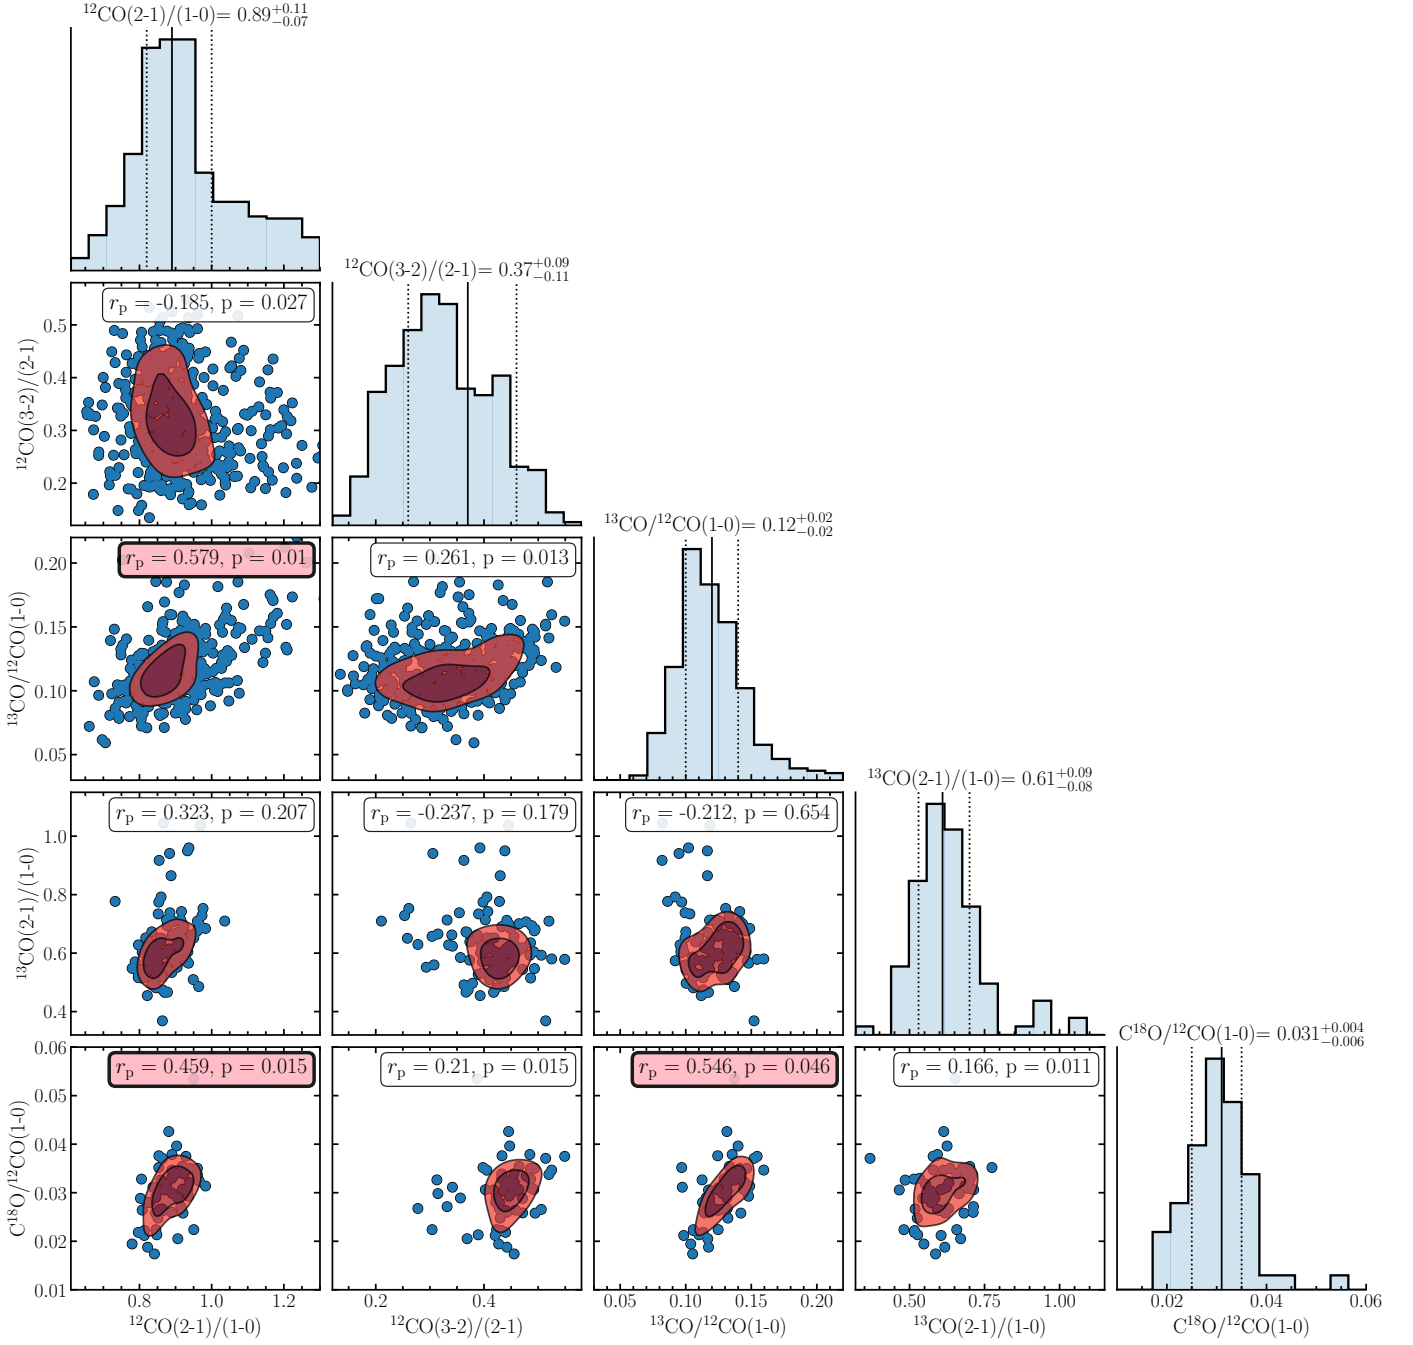 ¹²CO(2-1)/(1-0)= 0.89+0.11 −0.07
¹²CO(3-2)/(2-1)= 0.37+0.09 −0.11
rₚ = -0.185, p = 0.027
0.5
0.4
0.3
0.2
¹²CO(3-2)/(2-1)
¹³CO/¹²CO(1-0)= 0.12+0.02 −0.02
rₚ = 0.579, p = 0.01
rₚ = 0.261, p = 0.013
0.20
0.15
0.10
0.05
¹³CO/¹²CO(1-0)
¹³CO(2-1)/(1-0)= 0.61+0.09 −0.08
rₚ = 0.323, p = 0.207
rₚ = -0.237, p = 0.179
rₚ = -0.212, p = 0.654
1.0
0.8
0.6
0.4
¹³CO(2-1)/(1-0)
C¹⁸O/¹²CO(1-0)= 0.031+0.004 −0.006
rₚ = 0.459, p = 0.015
rₚ = 0.21, p = 0.015
rₚ = 0.546, p = 0.046
rₚ = 0.166, p = 0.011
0.06
0.05
0.04
0.03
0.02
0.01
C¹⁸O/¹²CO(1-0)
0.8 1.0 1.2
0.2 0.4
0.05 0.10 0.15 0.20
0.50 0.75 1.00
0.02 0.04 0.06
¹²CO(2-1)/(1-0)
¹²CO(3-2)/(2-1)
¹³CO/¹²CO(1-0)
¹³CO(2-1)/(1-0)
C¹⁸O/¹²CO(1-0)